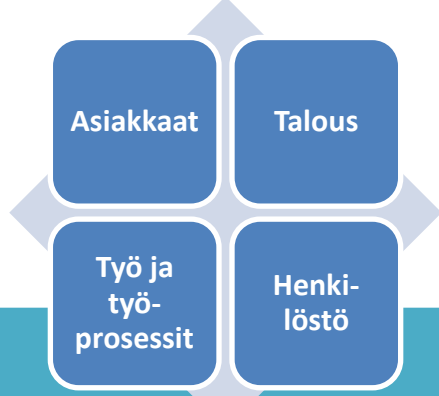 Asiakkaat
Talous
Työ ja
työ-
prosessit
Henki-
löstö